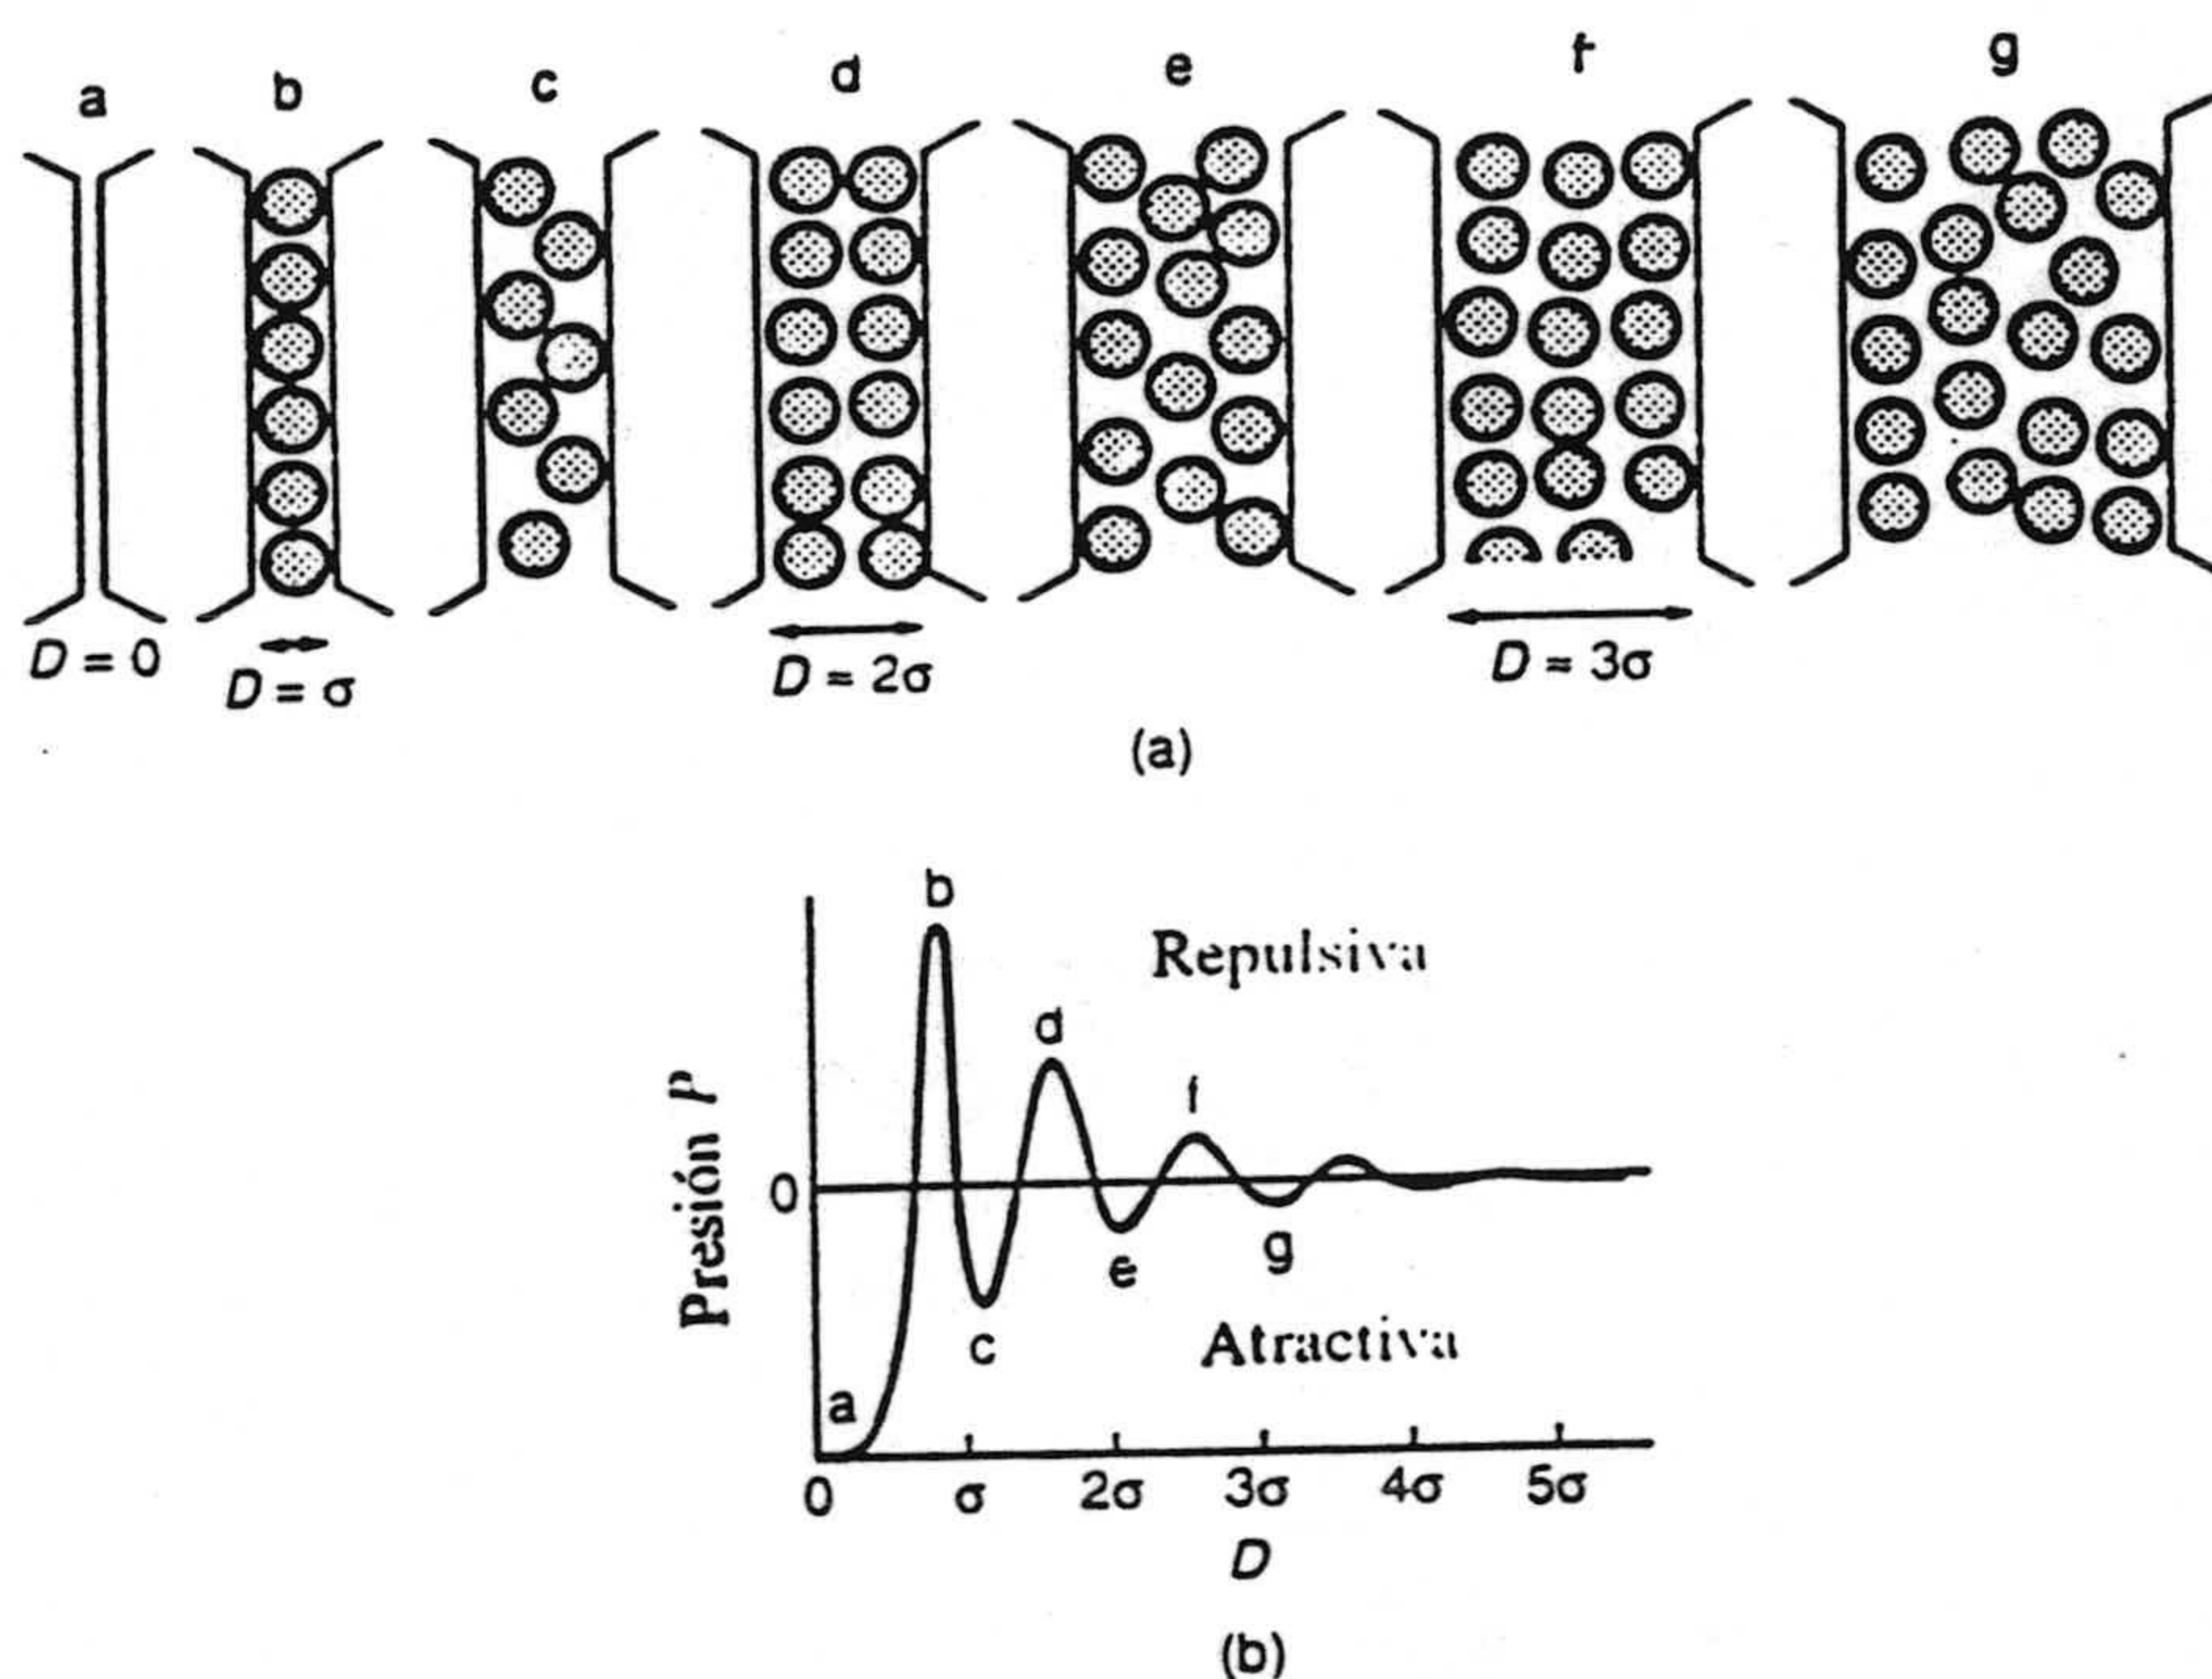 a b c d e f g
D = 0
D = σ
D = 2σ
D = 3σ
(a)
b
Repulsiva
d
f
Presión P
0
e
g
c
Atractiva
a
0 σ 2σ 3σ 4σ 5σ
D
(b)